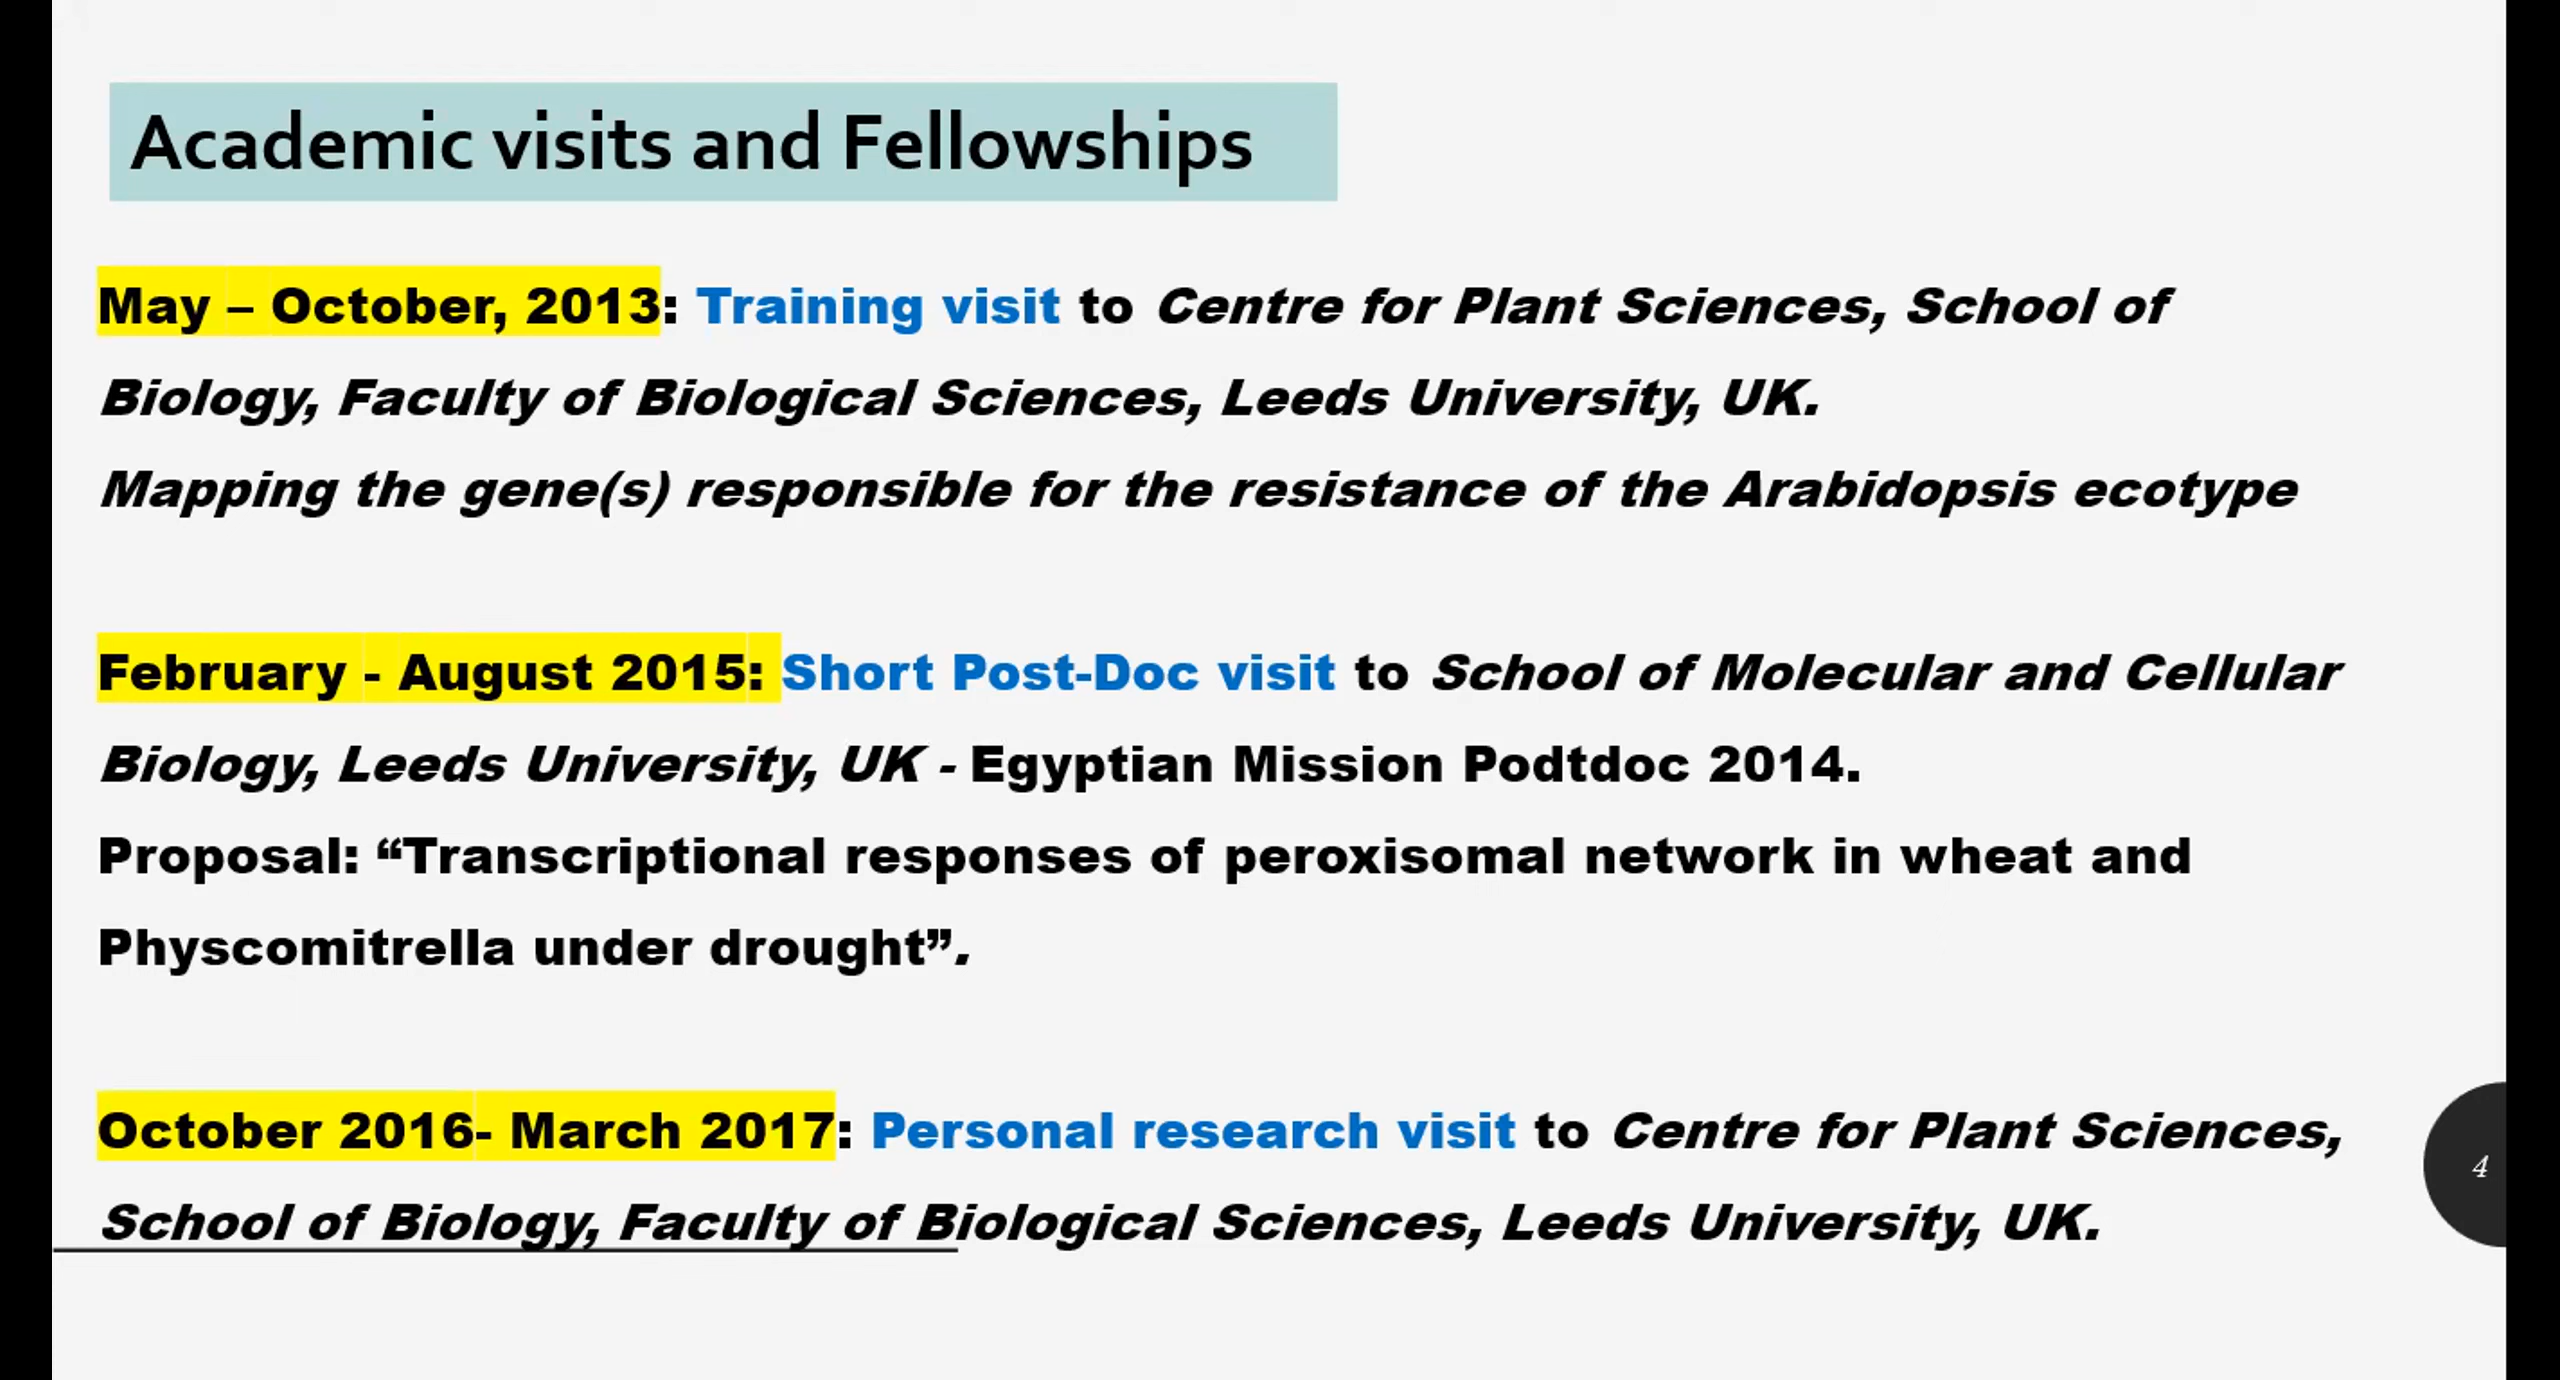 Academic visits and Fellowships
May – October, 2013: Training visit to Centre for Plant Sciences, School of
Biology, Faculty of Biological Sciences, Leeds University, UK.
Mapping the gene(s) responsible for the resistance of the Arabidopsis ecotype
February - August 2015: Short Post-Doc visit to School of Molecular and Cellular
Biology, Leeds University, UK - Egyptian Mission Podtdoc 2014.
Proposal: “Transcriptional responses of peroxisomal network in wheat and
Physcomitrella under drought”.
October 2016- March 2017: Personal research visit to Centre for Plant Sciences,
School of Biology, Faculty of Biological Sciences, Leeds University, UK.
4